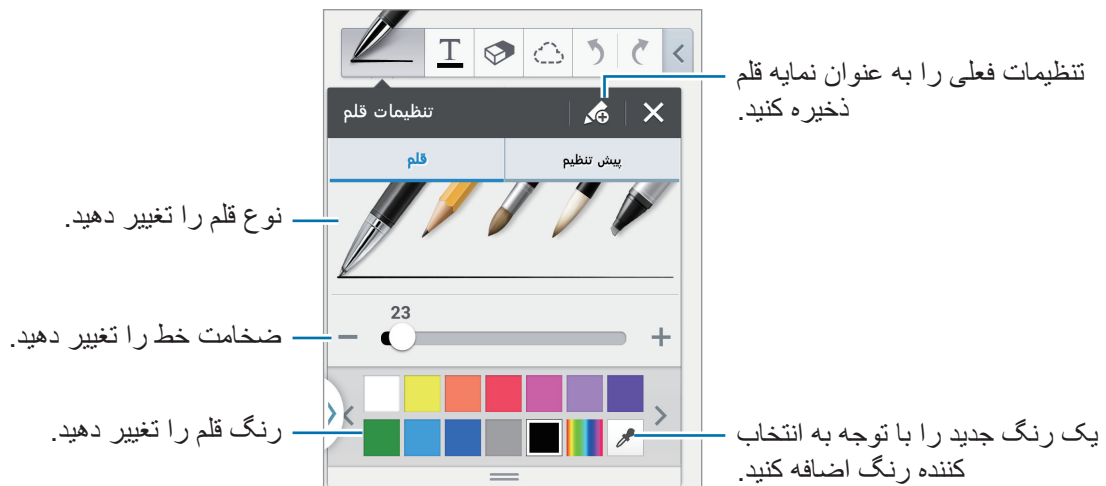 T
تنظیمات فعلی را به عنوان نمایه قلم
ذخیره کنید.
تنظیمات قلم
قلم
پیش تنظیم
نوع قلم را تغییر دهید.
23
ضخامت خط را تغییر دهید.
رنگ قلم را تغییر دهید.
یک رنگ جدید را با توجه به انتخاب
کننده رنگ اضافه کنید.